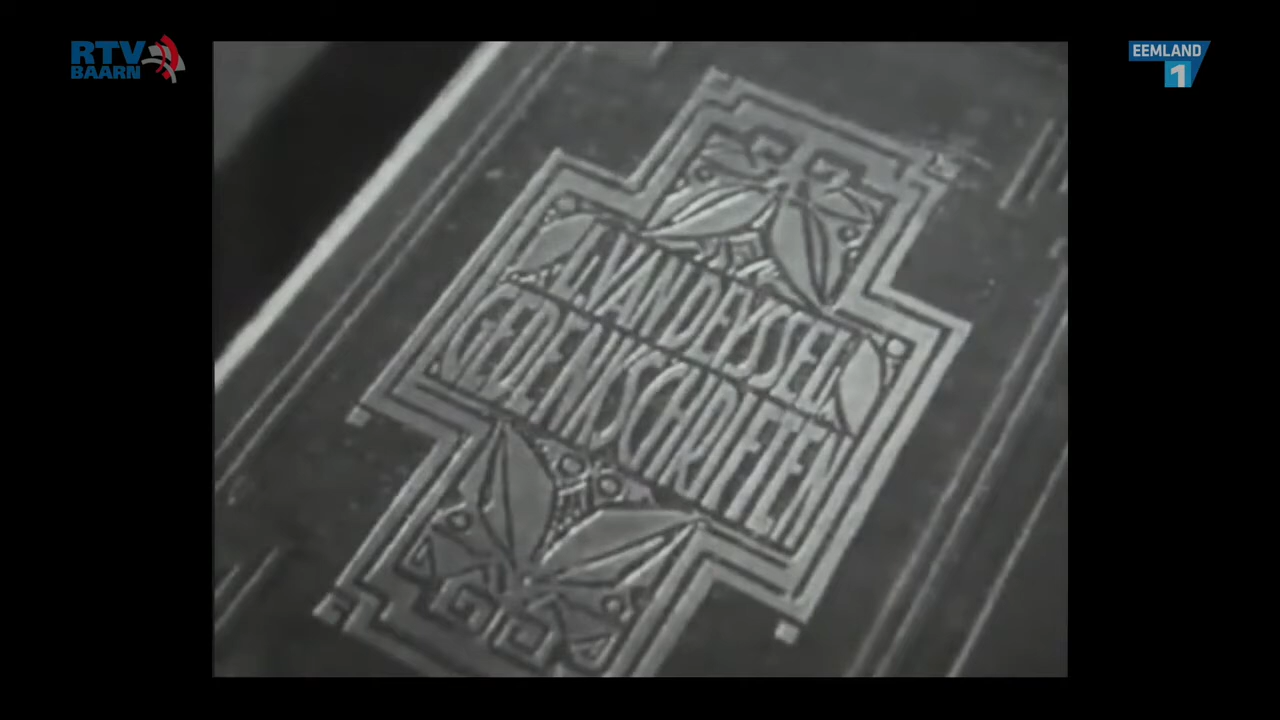 RTV
BAARN
EEMLAND
1
L. VAN DEYSSEL
GEDENKSCHRIFTEN